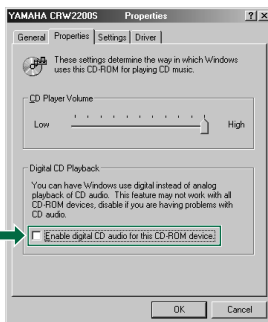 YAMAHA CRW2200S Properties
General Properties Settings Driver
These settings determine the way in which Windows
uses this CD-ROM for playing CD music.
CD Player Volume
Low High
Digital CD Playback
You can have Windows use digital instead of analog
playback of CD audio. This feature may not work with all
CD-ROM devices, disable if you are having problems with
CD audio.
Enable digital CD audio for this CD-ROM device.
OK Cancel